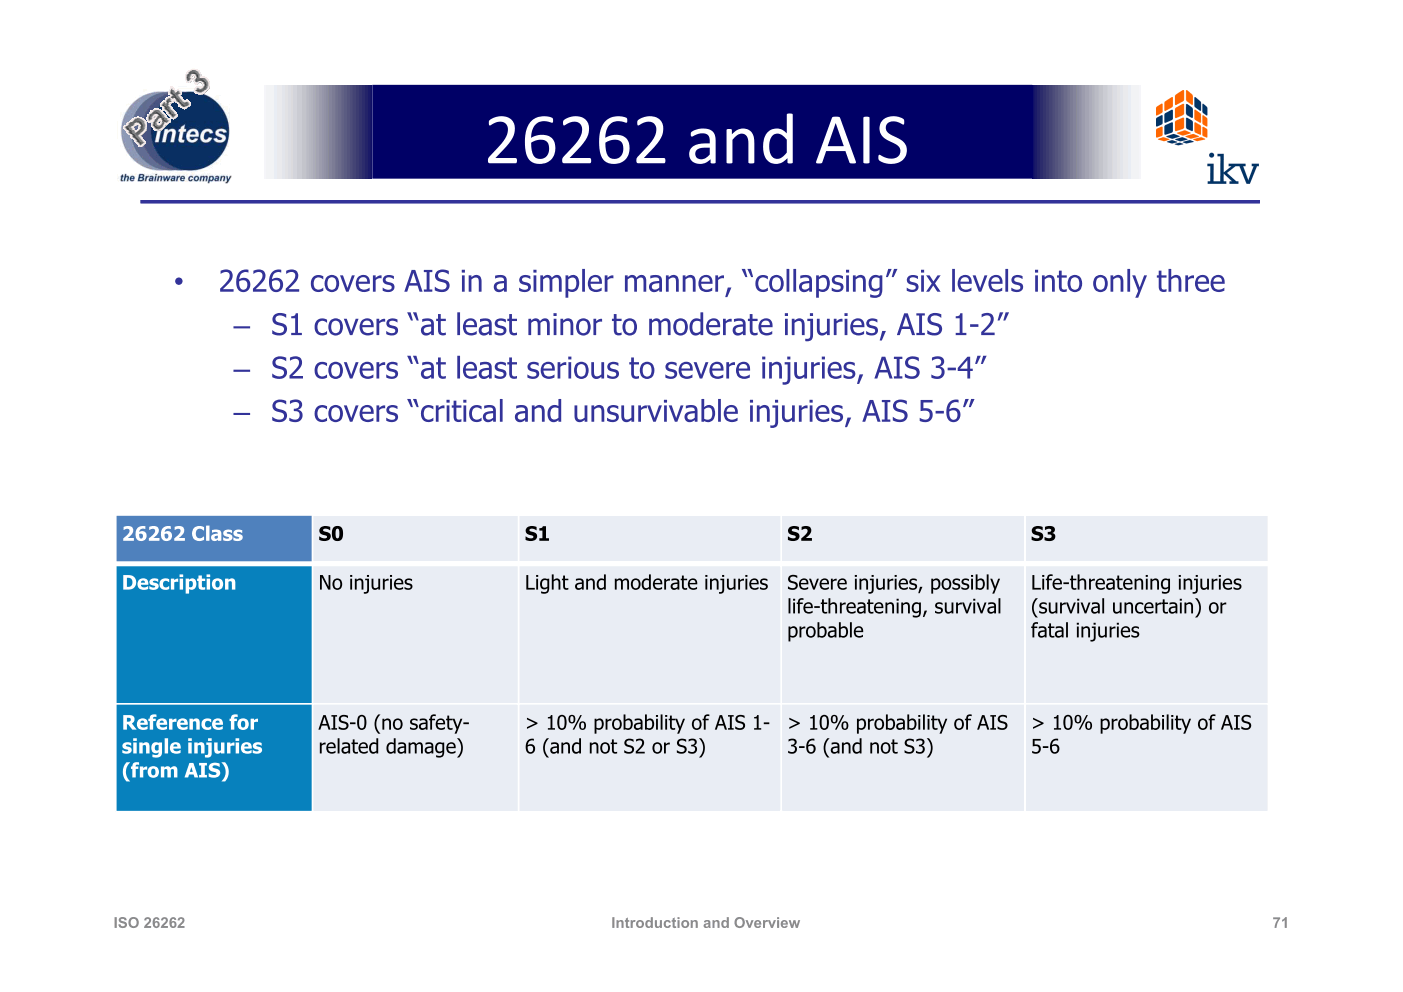 Part 3
intecs
the Brainware company
26262 and AIS
ikv
• 26262 covers AIS in a simpler manner, “collapsing” six levels into only three
– S1 covers “at least minor to moderate injuries, AIS 1-2”
– S2 covers “at least serious to severe injuries, AIS 3-4”
– S3 covers “critical and unsurvivable injuries, AIS 5-6”
26262 Class S0 S1 S2 S3
Description
No injuries
Light and moderate injuries
Severe injuries, possibly
life-threatening, survival
probable
Life-threatening injuries
(survival uncertain) or
fatal injuries
Reference for
single injuries
(from AIS)
AIS-0 (no safety-
related damage)
> 10% probability of AIS 1-
6 (and not S2 or S3)
> 10% probability of AIS
3-6 (and not S3)
> 10% probability of AIS
5-6
ISO 26262 Introduction and Overview 71